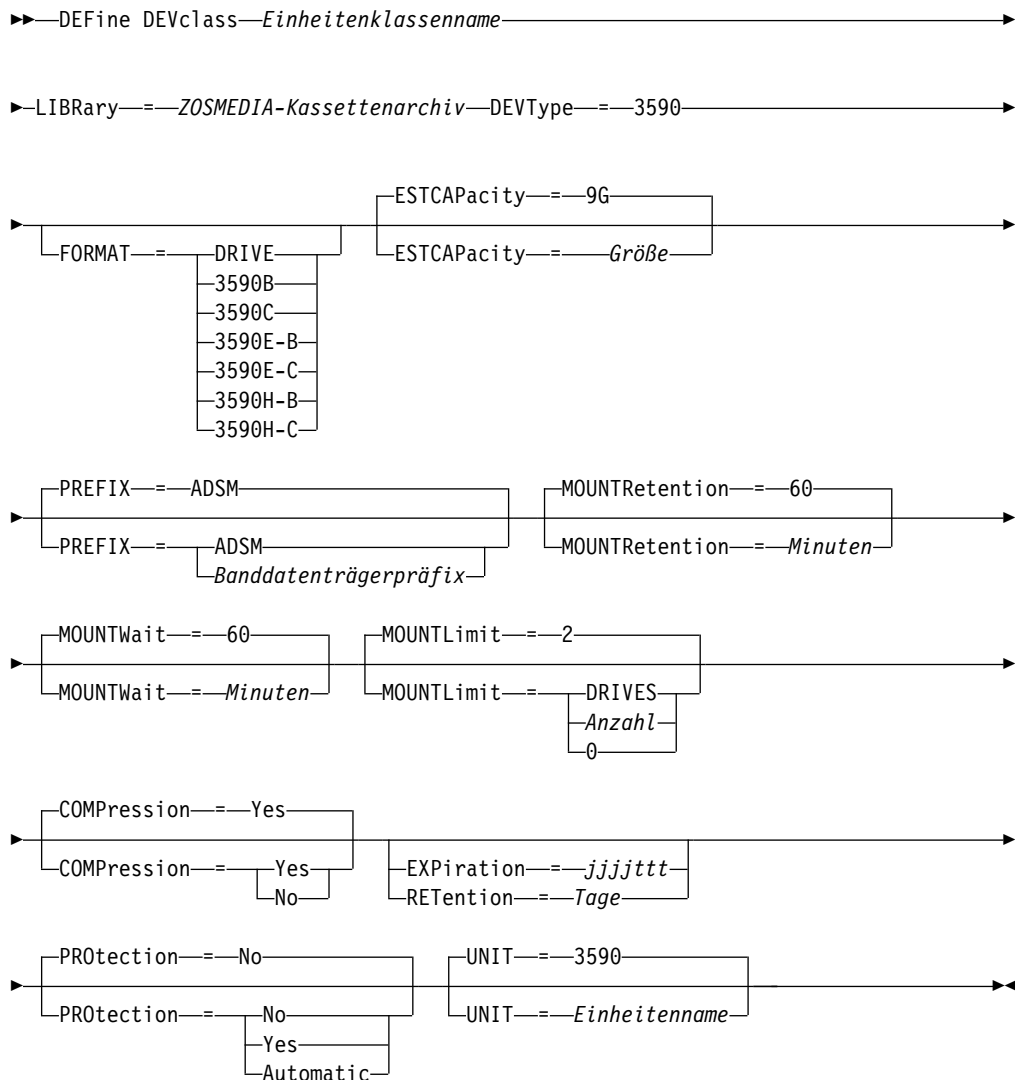 DEFine DEVclass Einheitenklassenname
LIBRary = ZOSMEDIA-Kassettenarchiv DEVType = 3590
ESTCAPacity = 9G
FORMAT = DRIVE ESTCAPacity = Größe
3590B
3590C
3590E-B
3590E-C
3590H-B
3590H-C
PREFIX = ADSM MOUNTRetention = 60
PREFIX = ADSM MOUNTRetention = Minuten
Banddatenträgerpräfix
MOUNTWait = 60 MOUNTLimit = 2
MOUNTWait = Minuten MOUNTLimit = DRIVES
Anzahl
0
COMPression = Yes
COMPression = Yes EXPiration = jjjjttt
No RETention = Tage
PROtection = No UNIT = 3590
PROtection = No UNIT = Einheitenname
Yes
Automatic